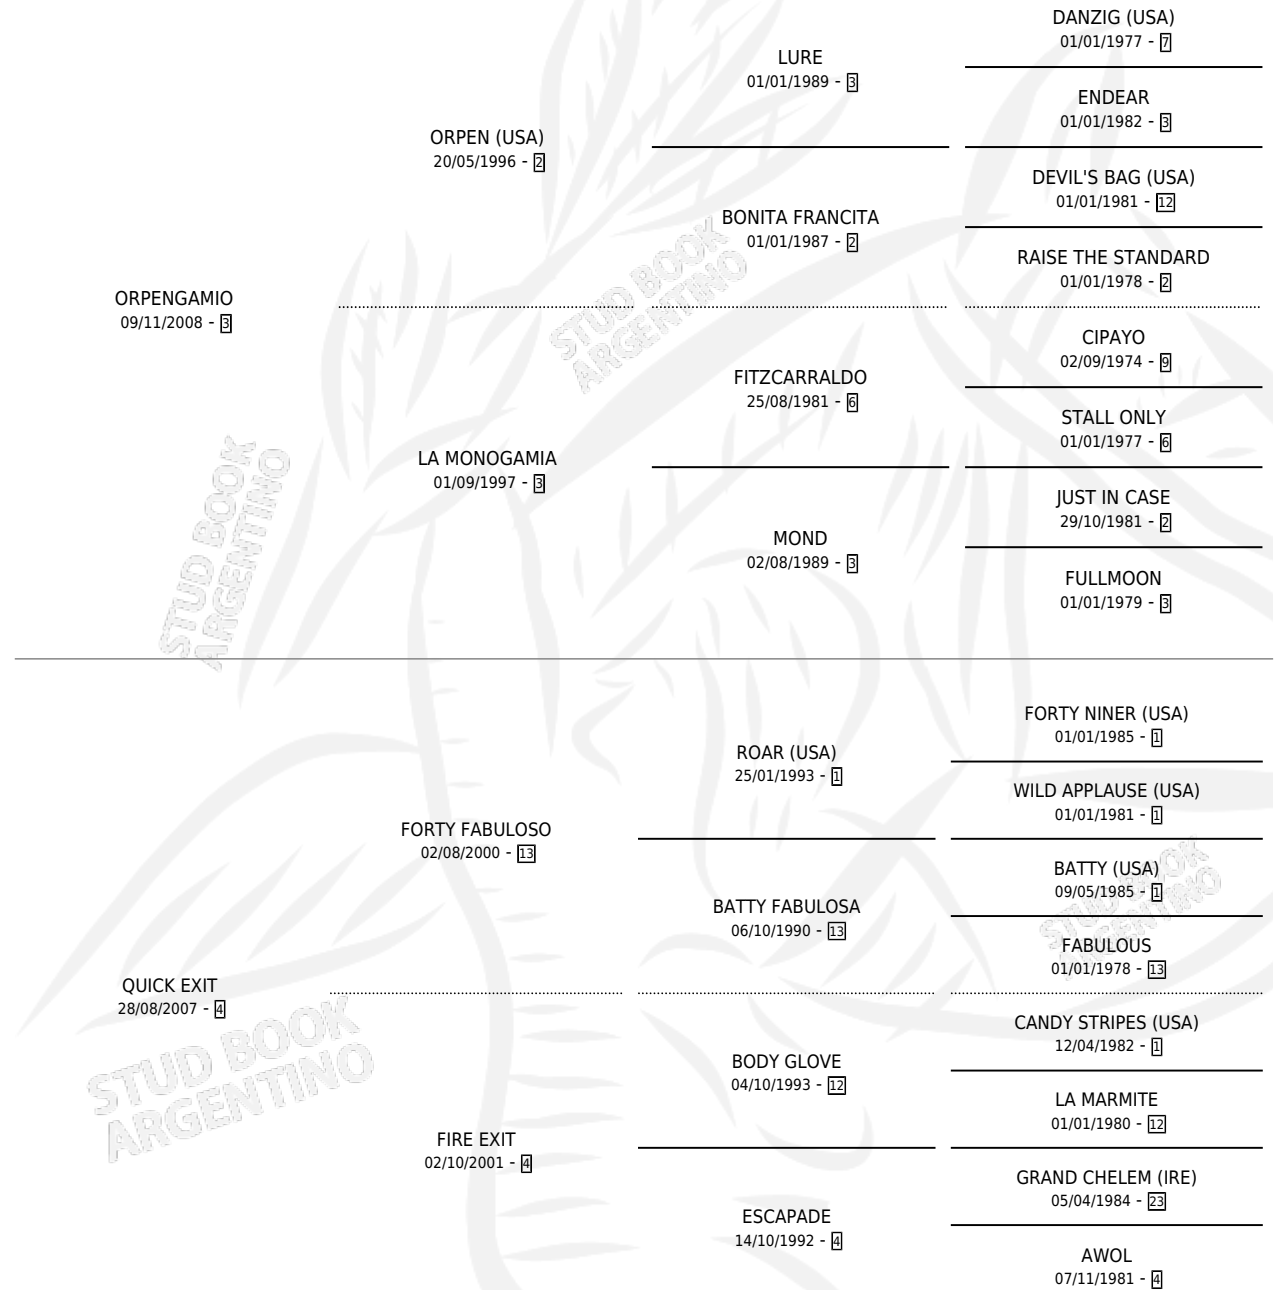 DANZIG (USA)
01/01/1977 - 7
LURE
01/01/1989 - 3
ENDEAR
01/01/1982 - 3
ORPEN (USA)
20/05/1996 - 2
DEVIL'S BAG (USA)
01/01/1981 - 12
BONITA FRANCITA
01/01/1987 - 2
RAISE THE STANDARD
01/01/1978 - 2
ORPENGAMIO
09/11/2008 - 3
STUD BOOK
ARGENTINO
CIPAYO
02/09/1974 - 9
FITZCARRALDO
25/08/1981 - 6
STALL ONLY
01/01/1977 - 6
LA MONOGAMIA
01/09/1997 - 3
JUST IN CASE
29/10/1981 - 2
MOND
02/08/1989 - 3
FULLMOON
01/01/1979 - 3
STUD BOOK
ARGENTINO
FORTY NINER (USA)
01/01/1985 - 1
ROAR (USA)
25/01/1993 - 1
WILD APPLAUSE (USA)
01/01/1981 - 1
FORTY FABULOSO
02/08/2000 - 13
BATTY (USA)
09/05/1985 - 1
BATTY FABULOSA
06/10/1990 - 13
FABULOUS
01/01/1978 - 13
STUD BOOK
ARGENTINO
QUICK EXIT
28/08/2007 - 4
CANDY STRIPES (USA)
12/04/1982 - 1
BODY GLOVE
04/10/1993 - 12
LA MARMITE
01/01/1980 - 12
STUD BOOK
ARGENTINO
FIRE EXIT
02/10/2001 - 4
GRAND CHELEM (IRE)
05/04/1984 - 23
ESCAPADE
14/10/1992 - 4
AWOL
07/11/1981 - 4